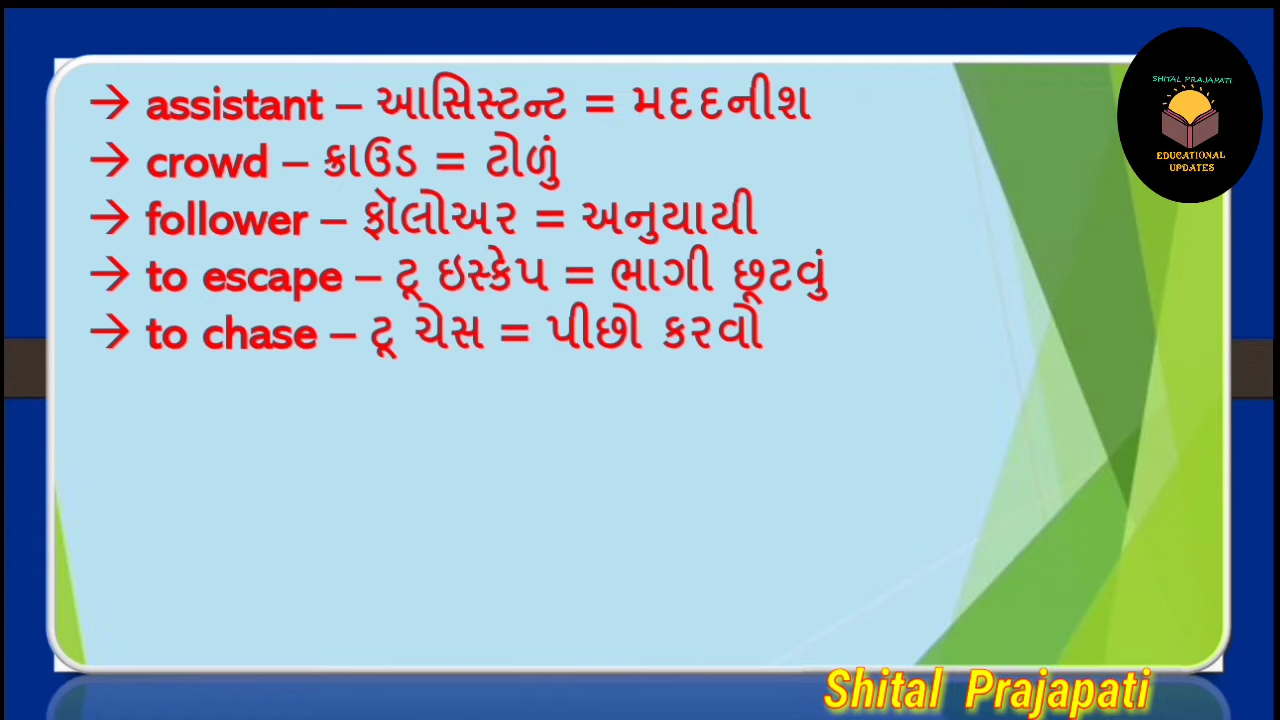 → assistant – આસિસ્ટન્ટ = મદદનીશ
→ crowd – ક્રાઉડ = ટોળું
→ follower – ફૉલોઅર = અનુયાયી
→ to escape – ટૂ ઇસ્કેપ = ભાગી છૂટવું
→ to chase – ટૂ ચેસ = પીછો કરવો
SHITAL PRAJAPATI
EDUCATIONAL
UPDATES
Shital Prajapati